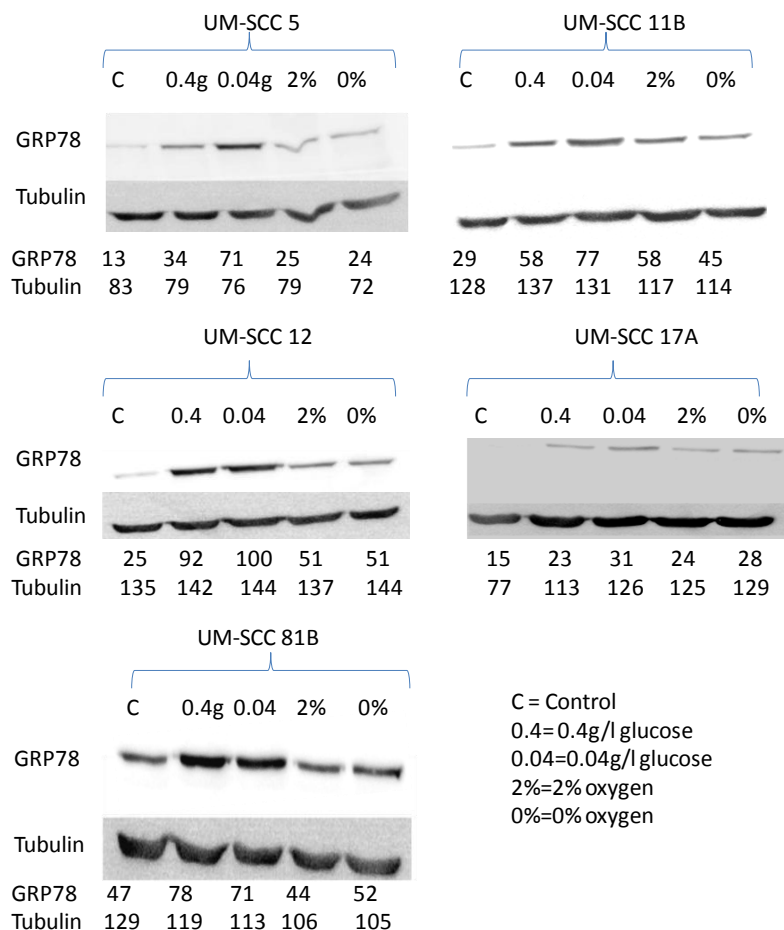 UM-SCC 5
C 0.4g 0.04g 2% 0%
GRP78
Tubulin
GRP78 13 34 71 25 24
Tubulin 83 79 76 79 72
UM-SCC 11B
C 0.4 0.04 2% 0%
29 58 77 58 45
128 137 131 117 114
UM-SCC 12
C 0.4 0.04 2% 0%
GRP78
Tubulin
GRP78 25 92 100 51 51
Tubulin 135 142 144 137 144
UM-SCC 17A
C 0.4 0.04 2% 0%
15 23 31 24 28
77 113 126 125 129
UM-SCC 81B
C 0.4g 0.04 2% 0%
GRP78
Tubulin
GRP78 47 78 71 44 52
Tubulin 129 119 113 106 105
C = Control
0.4= 0.4g/l glucose
0.04=0.04g/l glucose
2%=2% oxygen
0%=0% oxygen